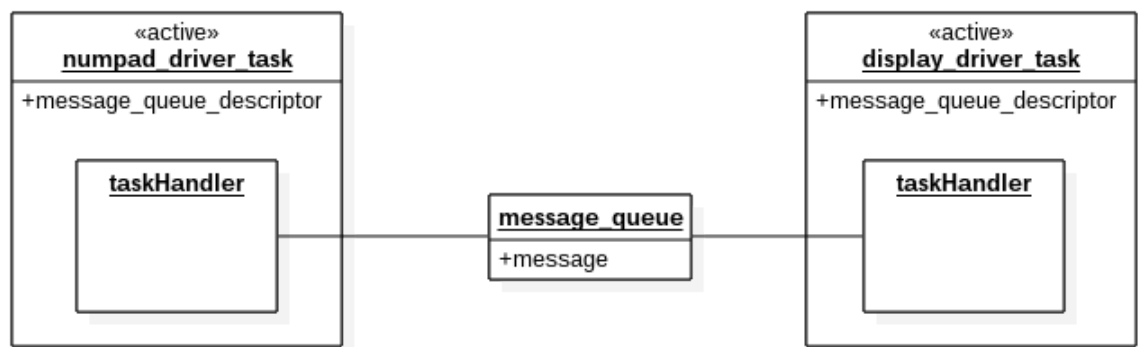 «active»
numpad_driver_task
+message_queue_descriptor
taskHandler
message_queue
+message
«active»
display_driver_task
+message_queue_descriptor
taskHandler